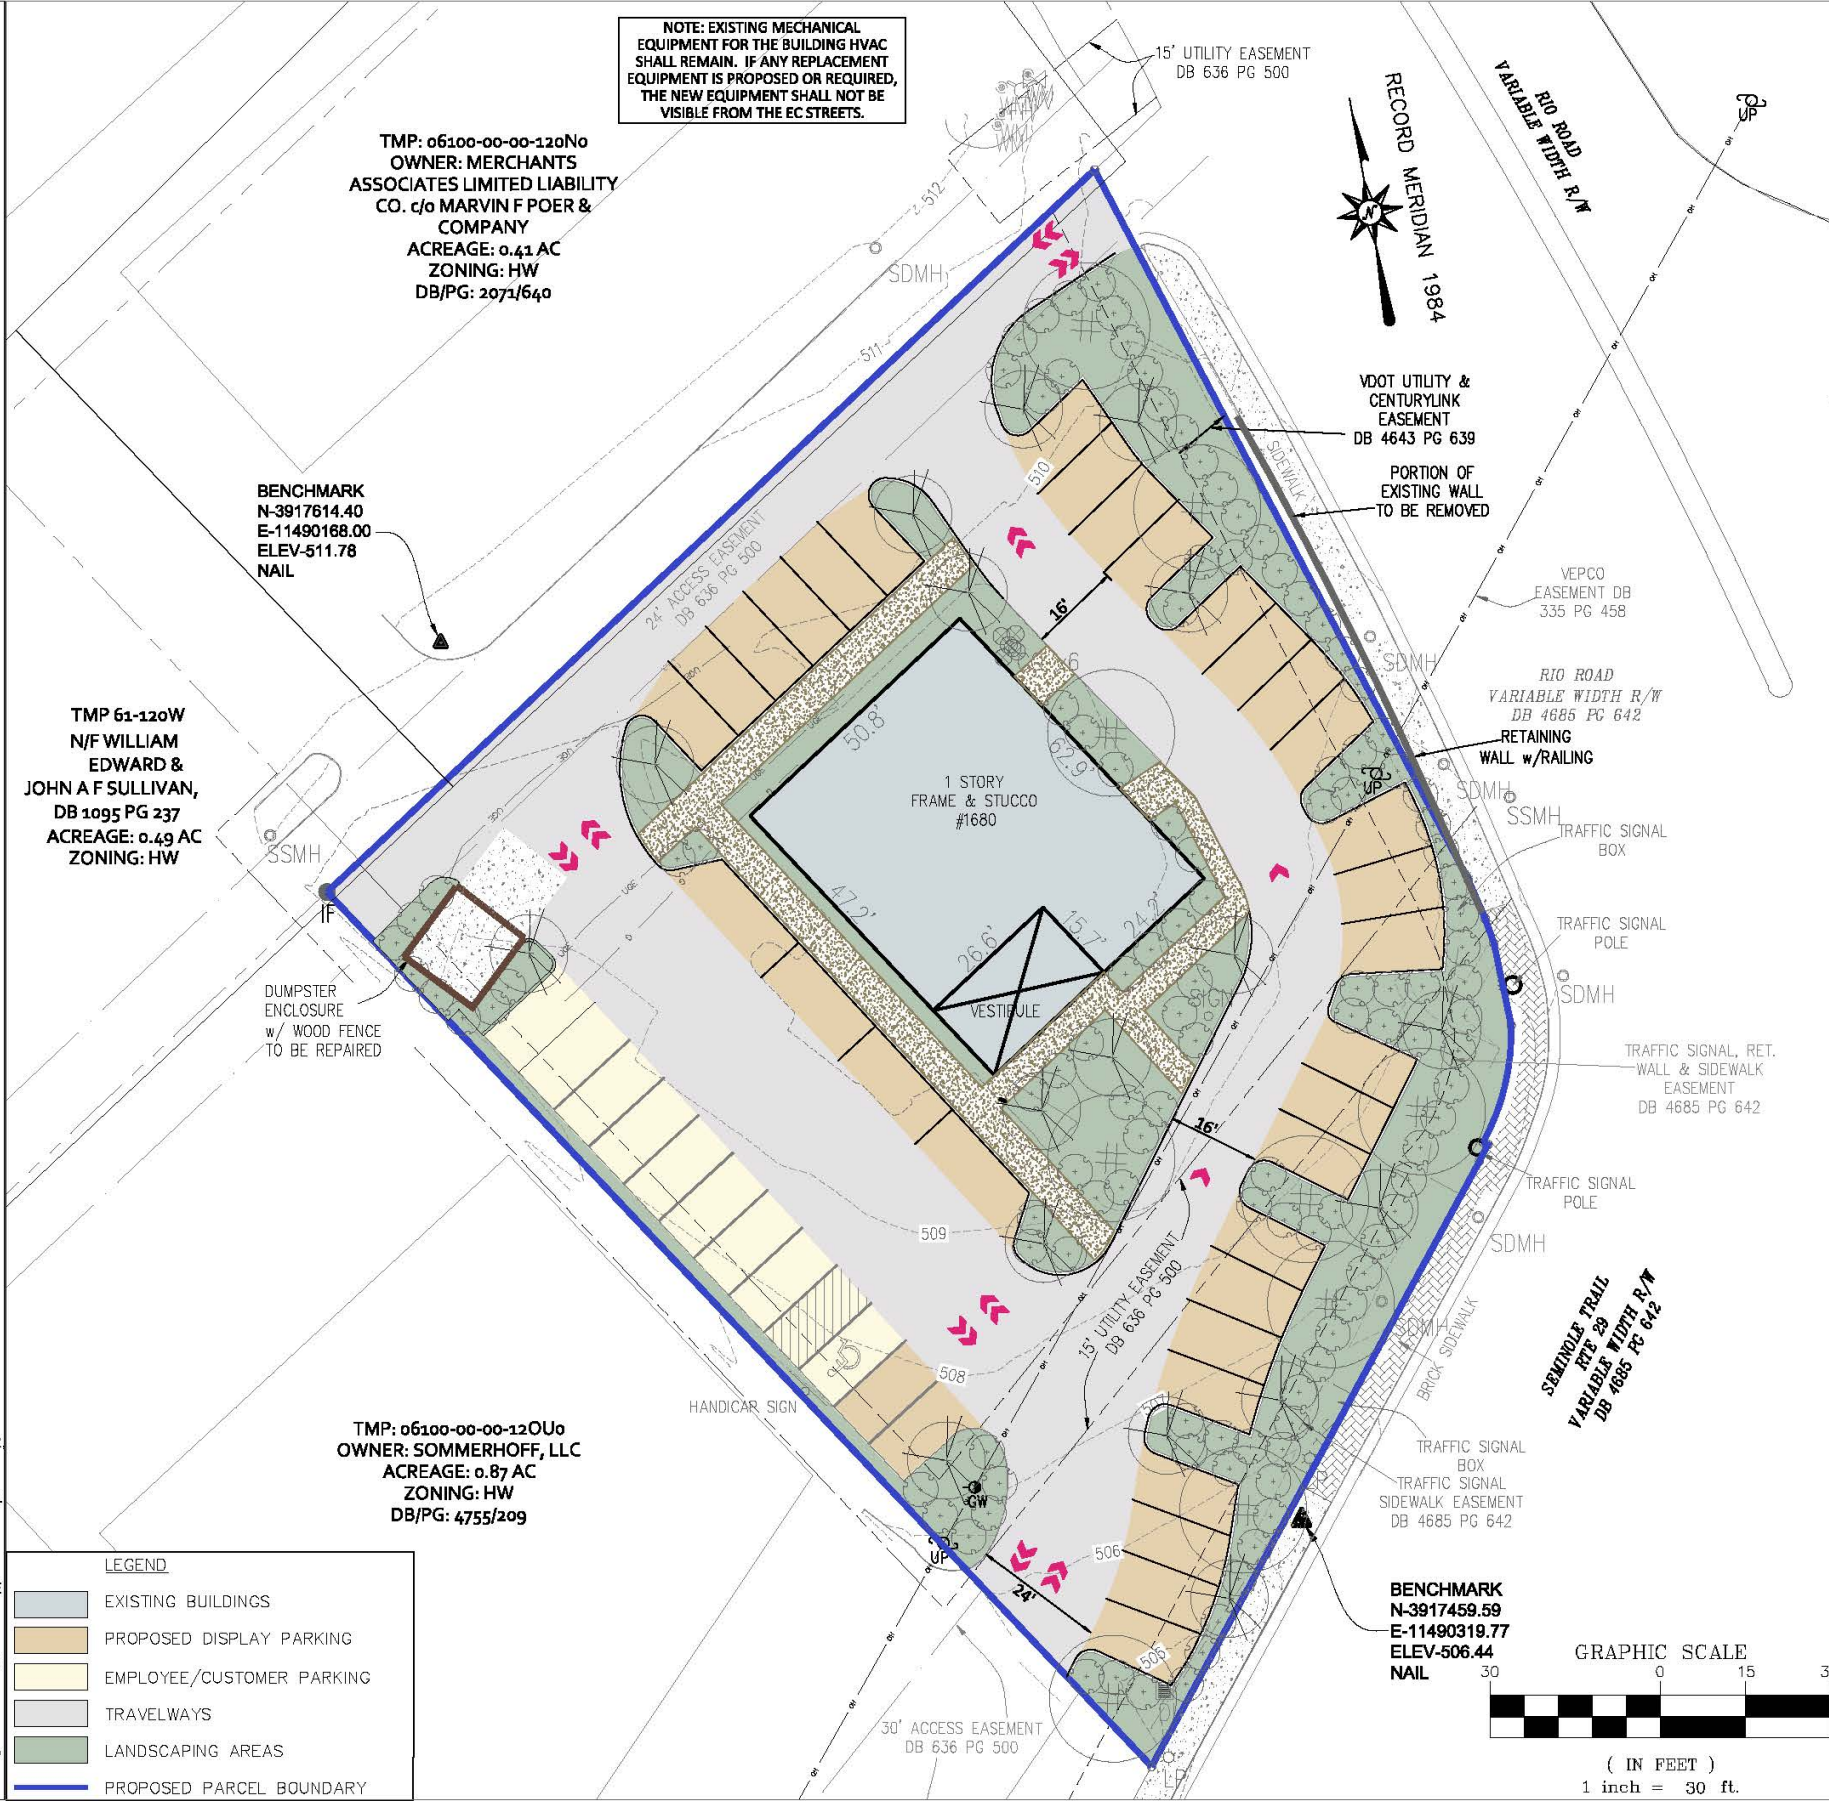 NOTE: EXISTING MECHANICAL
EQUIPMENT FOR THE BUILDING HVAC
SHALL REMAIN. IF ANY REPLACEMENT
EQUIPMENT IS PROPOSED OR REQUIRED,
THE NEW EQUIPMENT SHALL NOT BE
VISIBLE FROM THE EC STREETS.
15' UTILITY EASEMENT
DB 636 PG 500
RIO ROAD
VARIABLE WIDTH R/W
UP
RECORD MERIDIAN 1984
N
TMP: 06100-00-00-120N0
OWNER: MERCHANTS
ASSOCIATES LIMITED LIABILITY
CO. c/o MARVIN F POER &
COMPANY
ACREAGE: 0.41 AC
ZONING: HW
DB/PG: 2071/640
512
SDMH
511
VDOT UTILITY &
CENTURYLINK
EASEMENT
DB 4643 PG 639
SIDEWALK
PORTION OF
EXISTING WALL
TO BE REMOVED
510
BENCHMARK
N-3917614.40
E-11490168.00
ELEV-511.78
NAIL
24' ACCESS EASEMENT
DB 636 PG 500
16'
VEPCO
EASEMENT DB
335 PG 458
SDMH
RIO ROAD
VARIABLE WIDTH R/W
DB 4685 PG 642
RETAINING
WALL w/RAILING
TMP 61-120W
N/F WILLIAM
EDWARD &
JOHN A F SULLIVAN,
DB 1095 PG 237
ACREAGE: 0.49 AC
ZONING: HW
SSMH
IF
50.8'
62.9'
1 STORY
FRAME & STUCCO
#1680
47.2'
26.6'
15.7'
24.2'
VESTIBULE
UP
SDMH
SSMH
TRAFFIC SIGNAL
BOX
TRAFFIC SIGNAL
POLE
SDMH
DUMPSTER
ENCLOSURE
w/ WOOD FENCE
TO BE REPAIRED
TRAFFIC SIGNAL, RET.
WALL & SIDEWALK
EASEMENT
DB 4685 PG 642
16'
TRAFFIC SIGNAL
POLE
SDMH
509
15' UTILITY EASEMENT
DB 636 PG 500
SEMINOLE TRAIL
RTE 29
VARIABLE WIDTH R/W
DB 4685 PG 642
SDMH
BRICK SIDEWALK
508
507
HANDICAP SIGN
TMP: 06100-00-00-12OU0
OWNER: SOMMERHOFF, LLC
ACREAGE: 0.87 AC
ZONING: HW
DB/PG: 4755/209
GW
UP
TRAFFIC SIGNAL
BOX
TRAFFIC SIGNAL
SIDEWALK EASEMENT
DB 4685 PG 642
506
24'
506
BENCHMARK
N-3917459.59
E-11490319.77
ELEV-506.44
NAIL
30' ACCESS EASEMENT
DB 636 PG 500
LP
LEGEND
EXISTING BUILDINGS
PROPOSED DISPLAY PARKING
EMPLOYEE/CUSTOMER PARKING
TRAVELWAYS
LANDSCAPING AREAS
PROPOSED PARCEL BOUNDARY
GRAPHIC SCALE
30 0 15
( IN FEET )
1 inch = 30 ft.